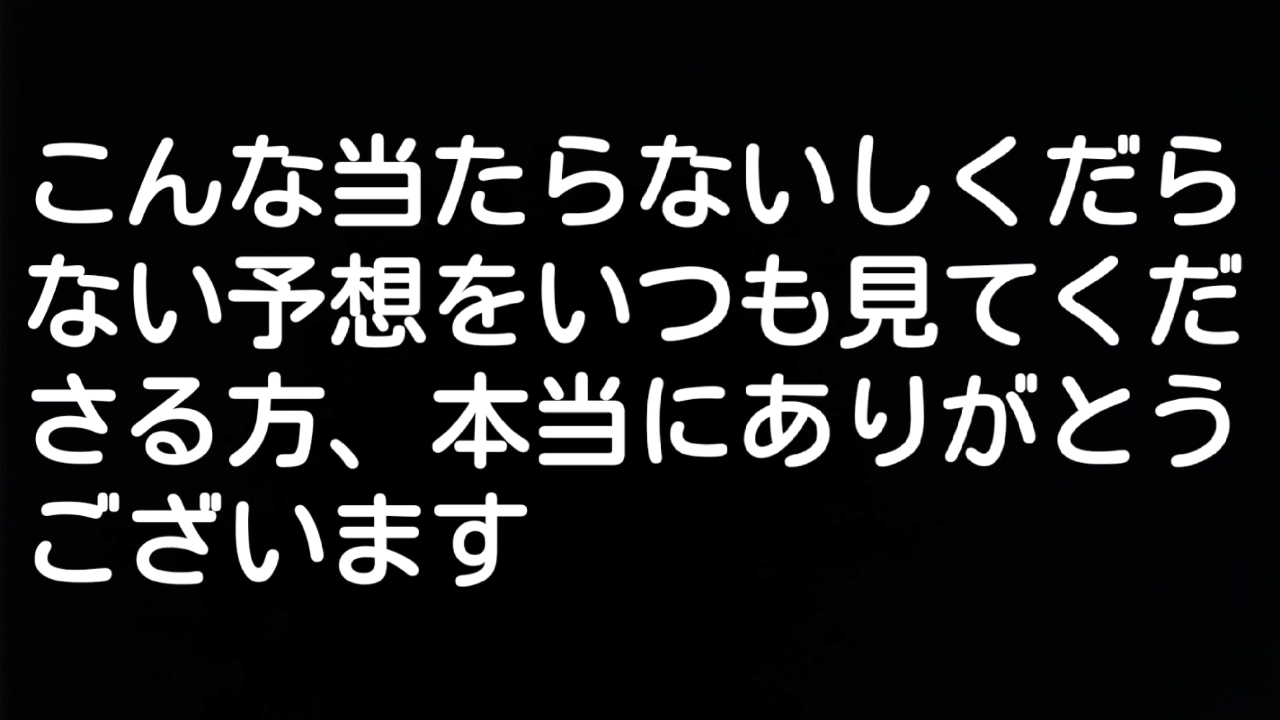 こんな当たらないしくだら
ない予想をいつも見てくだ
さる方、本当にありがとう
ございます